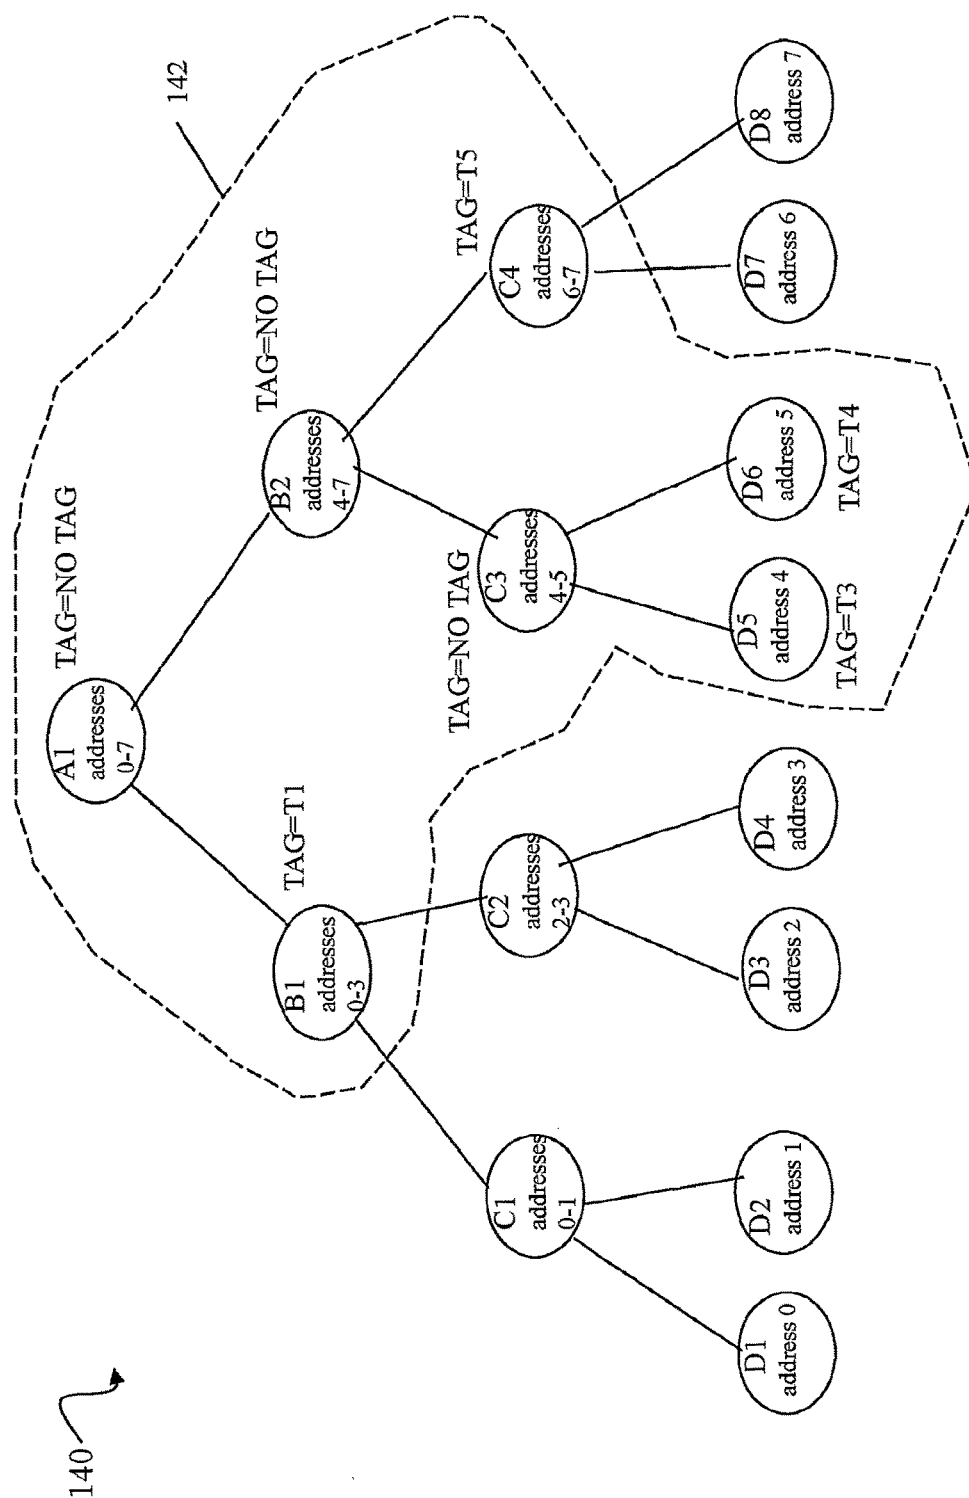 140
142
A1
addresses
0-7
TAG=NO TAG
B1
addresses
0-3
TAG=T1
B2
addresses
4-7
TAG=NO TAG
C1
addresses
0-1
C2
addresses
2-3
C3
addresses
4-5
TAG=NO TAG
C4
addresses
6-7
TAG=T5
D1
address 0
D2
address 1
D3
address 2
D4
address 3
D5
address 4
TAG=T3
D6
address 5
TAG=T4
D7
address 6
D8
address 7